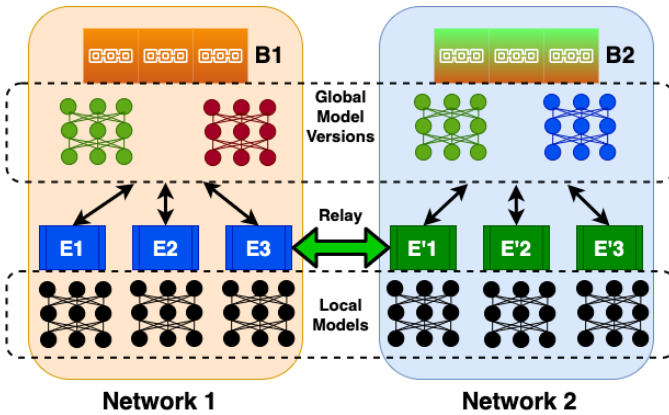 B1
B2
Global
Model
Versions
Relay
E1
E2
E3
E'1
E'2
E'3
Local
Models
Network 1
Network 2